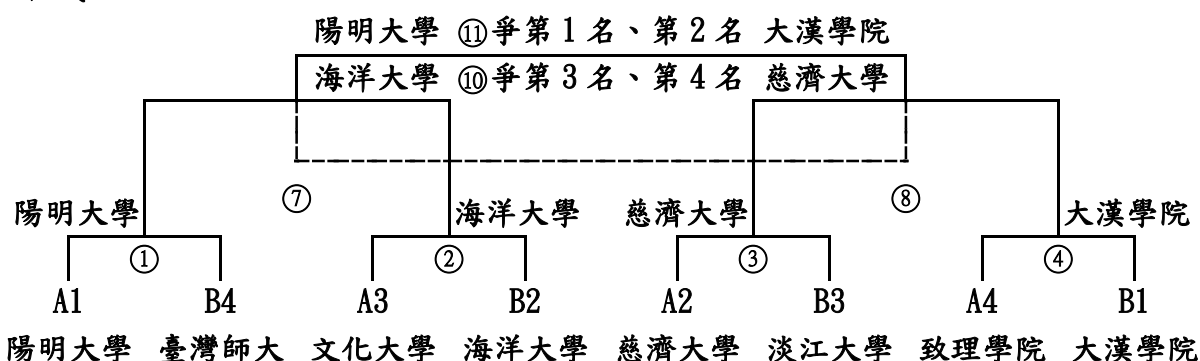 陽明大學 ⑪爭第1名、第2名 大漢學院
海洋大學 ⑩爭第3名、第4名 慈濟大學
⑦ ⑧
陽明大學 海洋大學 慈濟大學 大漢學院
① ② ③ ④
A1 B4 A3 B2 A2 B3 A4 B1
陽明大學 臺灣師大 文化大學 海洋大學 慈濟大學 淡江大學 致理學院 大漢學院